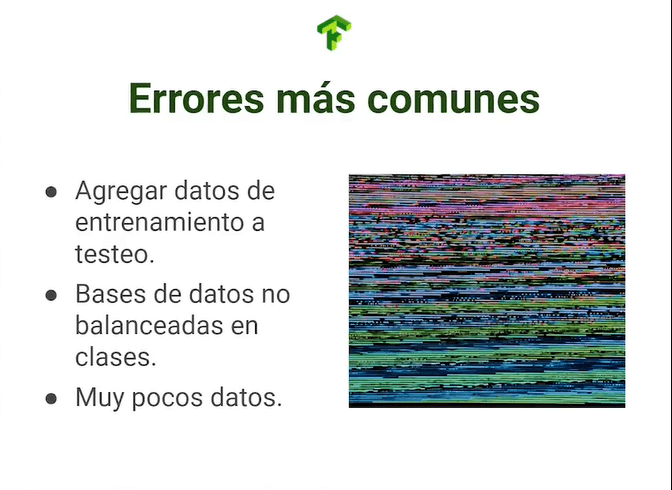 Errores más comunes
● Agregar datos de
entrenamiento a
testeo.
● Bases de datos no
balanceadas en
clases.
● Muy pocos datos.